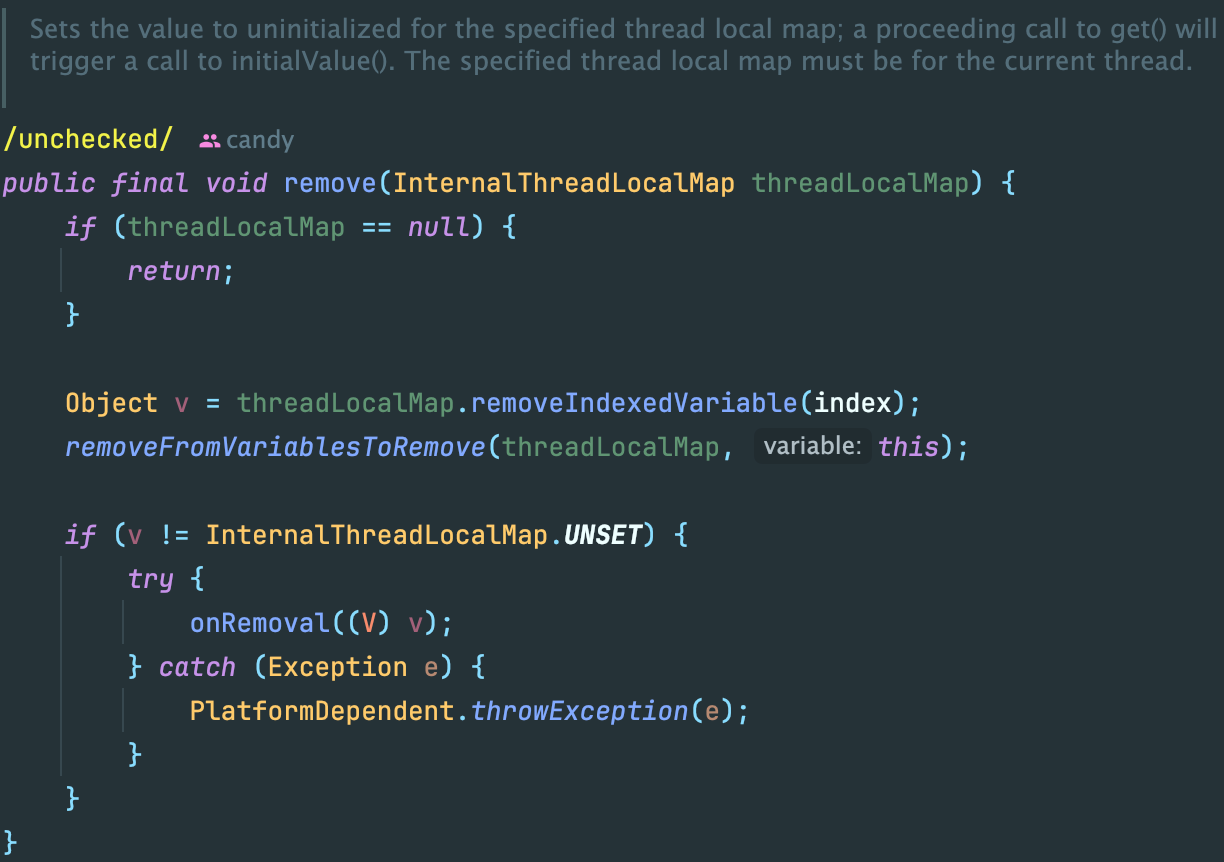 Sets the value to uninitialized for the specified thread local map; a proceeding call to get() will
trigger a call to initialValue(). The specified thread local map must be for the current thread.
/unchecked/ candy
public final void remove(InternalThreadLocalMap threadLocalMap) {
    if (threadLocalMap == null) {
        return;
    }
    Object v = threadLocalMap.removeIndexedVariable(index);
    removeFromVariablesToRemove(threadLocalMap, variable: this);
    if (v != InternalThreadLocalMap.UNSET) {
        try {
            onRemoval((V) v);
        } catch (Exception e) {
            PlatformDependent.throwException(e);
        }
    }
}